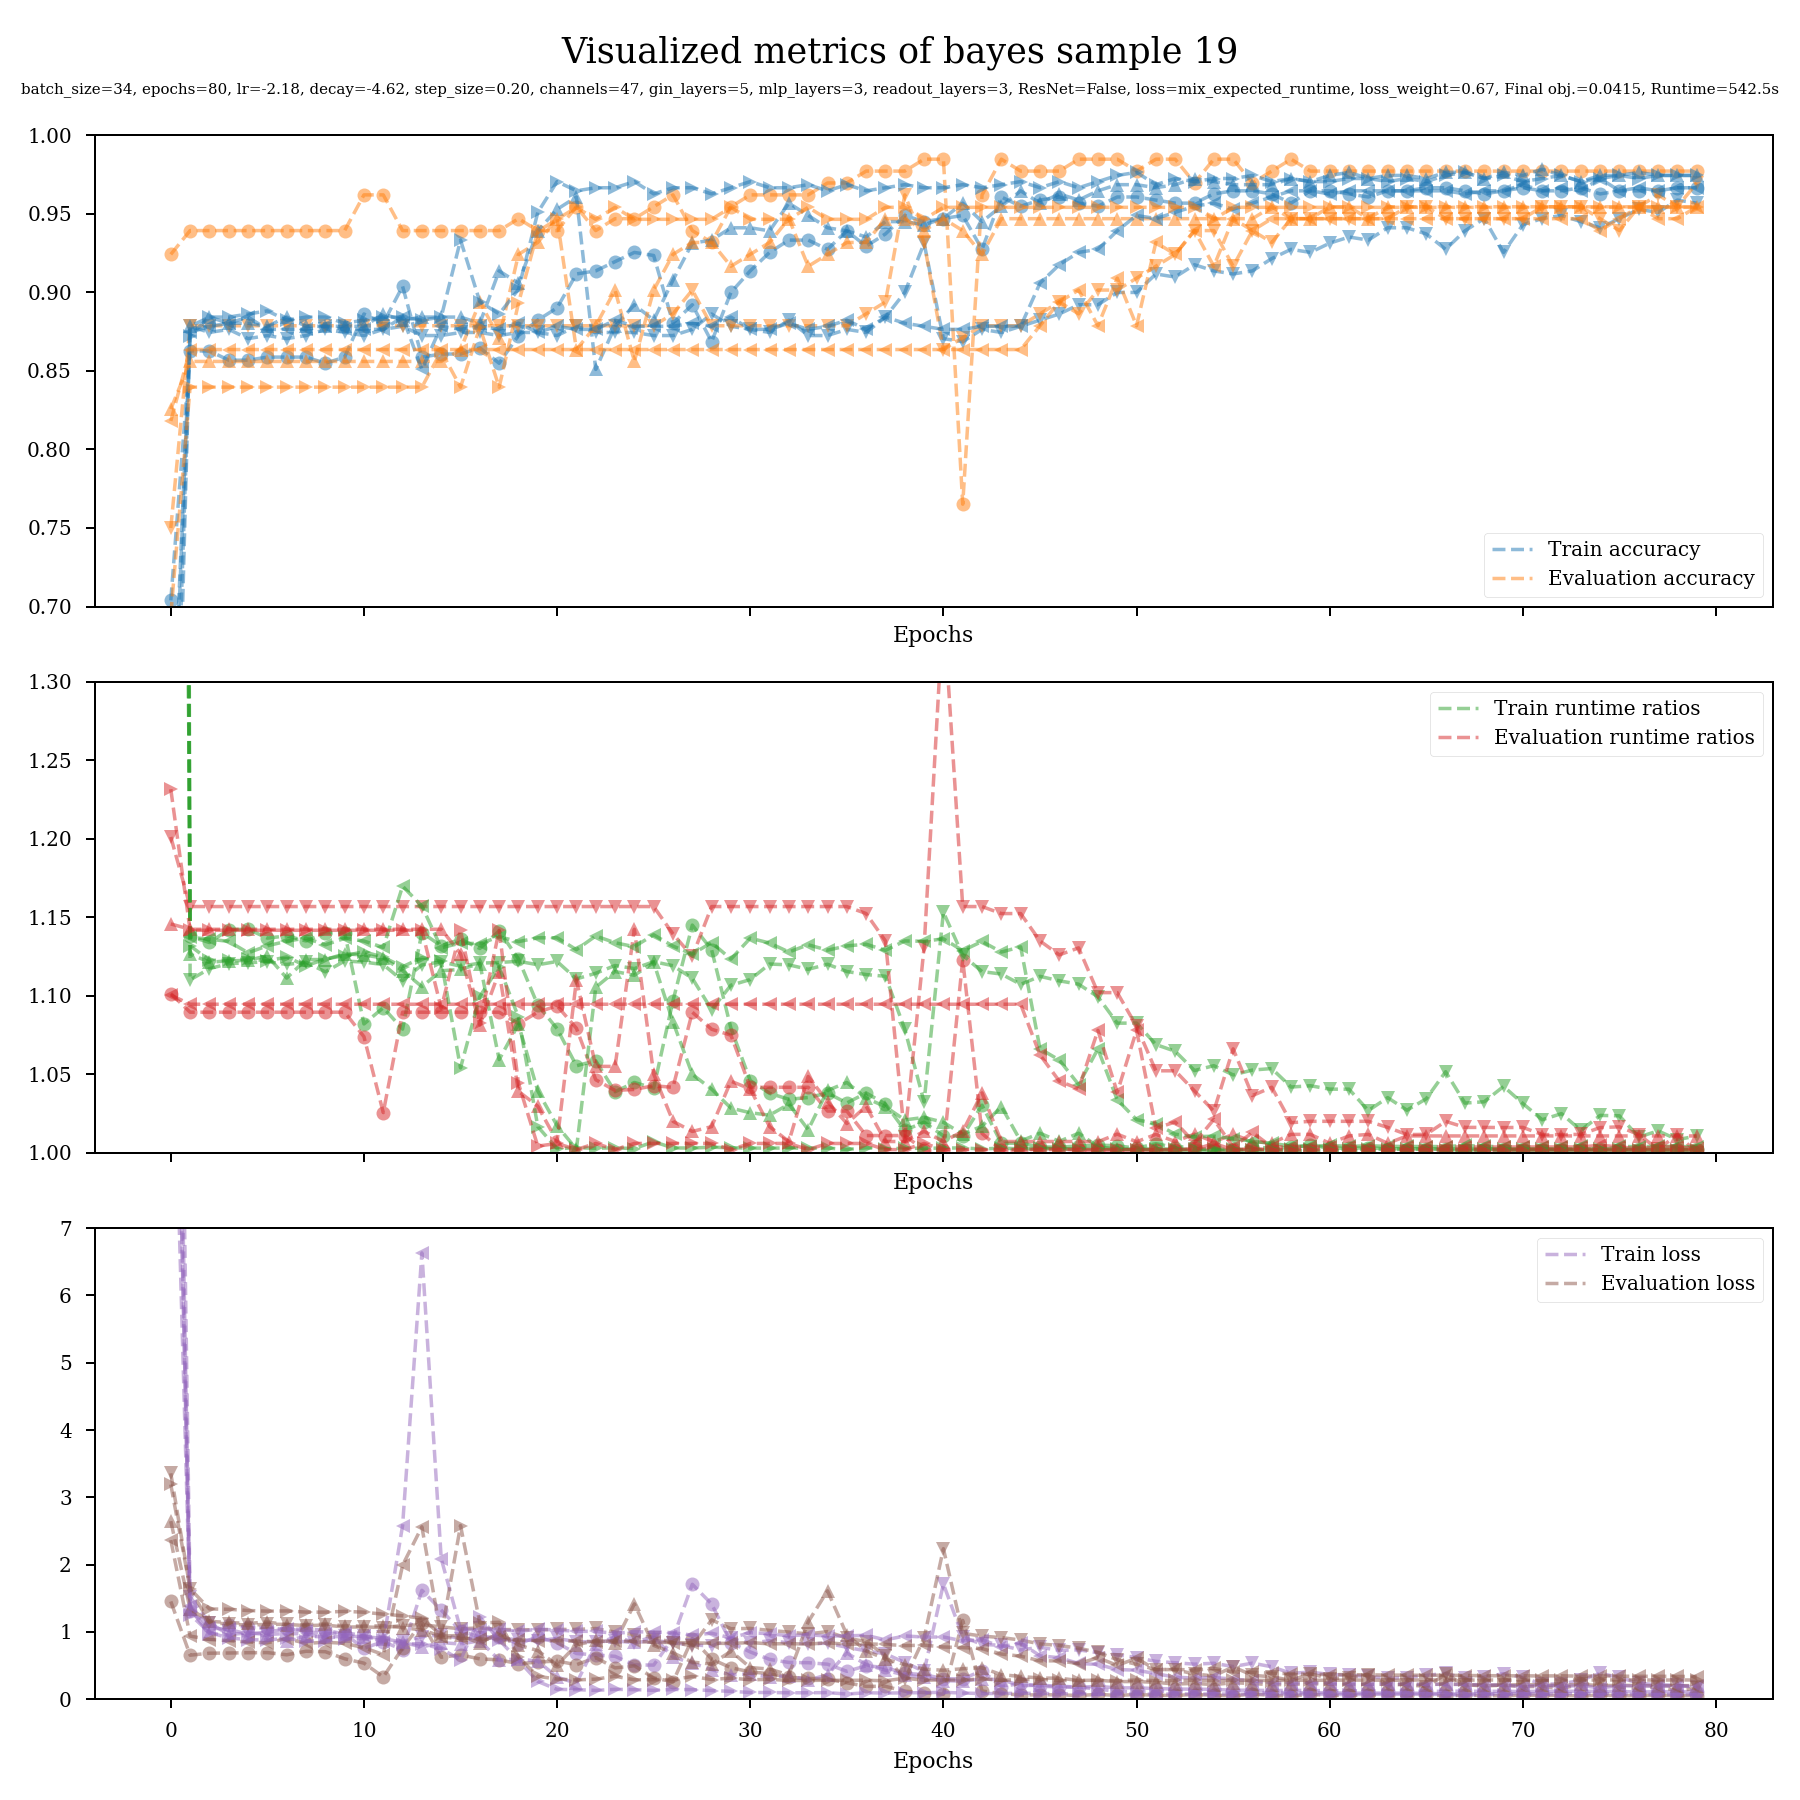 Visualized metrics of bayes sample 19
batch_size=34, epochs=80, lr=-2.18, decay=-4.62, step_size=0.20, channels=47, gin_layers=5, mlp_layers=3, readout_layers=3, ResNet=False, loss=mix_expected_runtime, loss_weight=0.67, Final obj.=0.0415, Runtime=542.5s
1.00
0.95
0.90
0.85
0.80
0.75
0.70
Train accuracy
Evaluation accuracy
Epochs
1.30
1.25
1.20
1.15
1.10
1.05
1.00
Train runtime ratios
Evaluation runtime ratios
Epochs
7
6
5
4
3
2
1
0
Train loss
Evaluation loss
0 10 20 30 40 50 60 70 80
Epochs